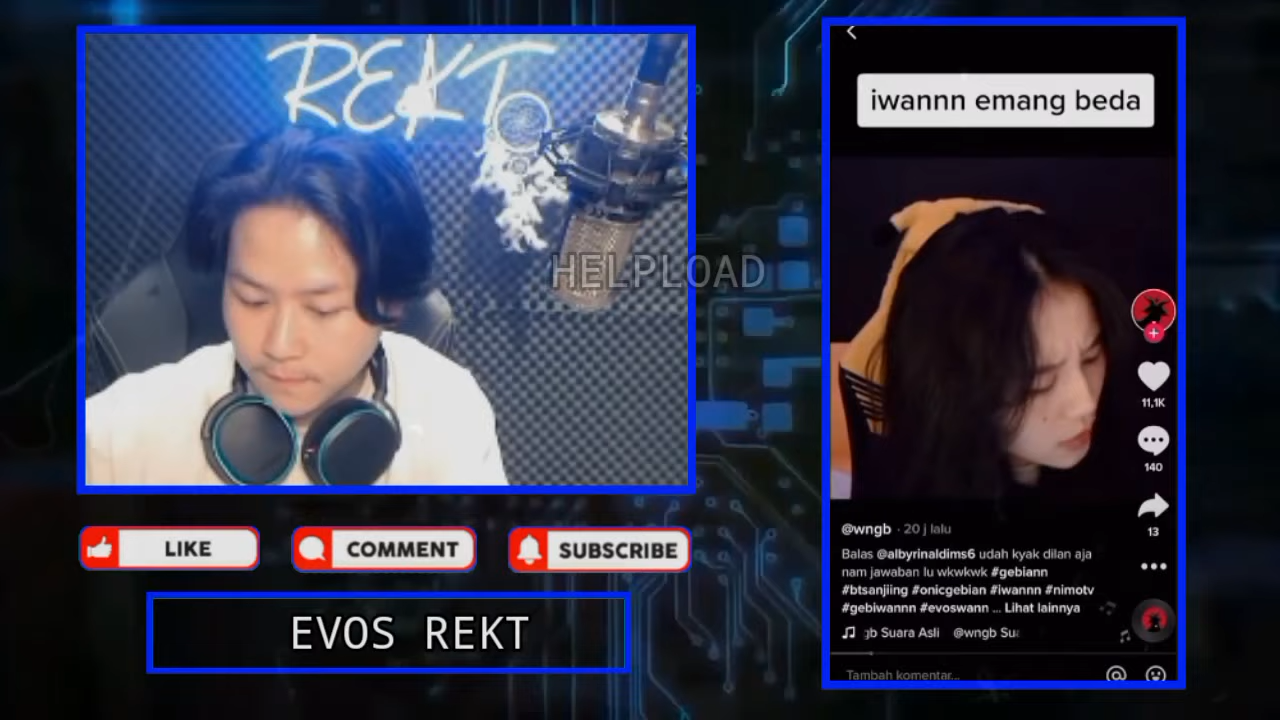 REKT
HELPLOAD
LIKE
COMMENT
SUBSCRIBE
EVOS REKT
iwannn emang beda
11,1K
140
13
@wngb · 20 j lalu
Balas @albyrinaldims6 udah kyak dilan aja
nam jawaban lu wkwkwk #gebiann
#btsanjiing #onicgebian #iwannn #nimotv
#gebiwannn #evoswann ... Lihat lainnya
gb Suara Asli @wngb Su
Tambah komentar...